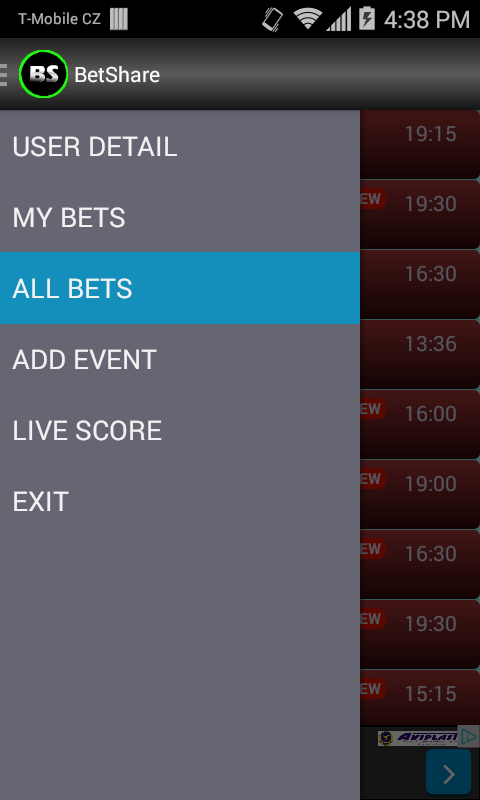 T-Mobile CZ
4:38 PM
BS BetShare
USER DETAIL
19:15
MY BETS
EW 19:30
ALL BETS
16:30
ADD EVENT
13:36
LIVE SCORE
EW 16:00
EXIT
EW 19:00
EW 16:30
EW 19:30
EW 15:15